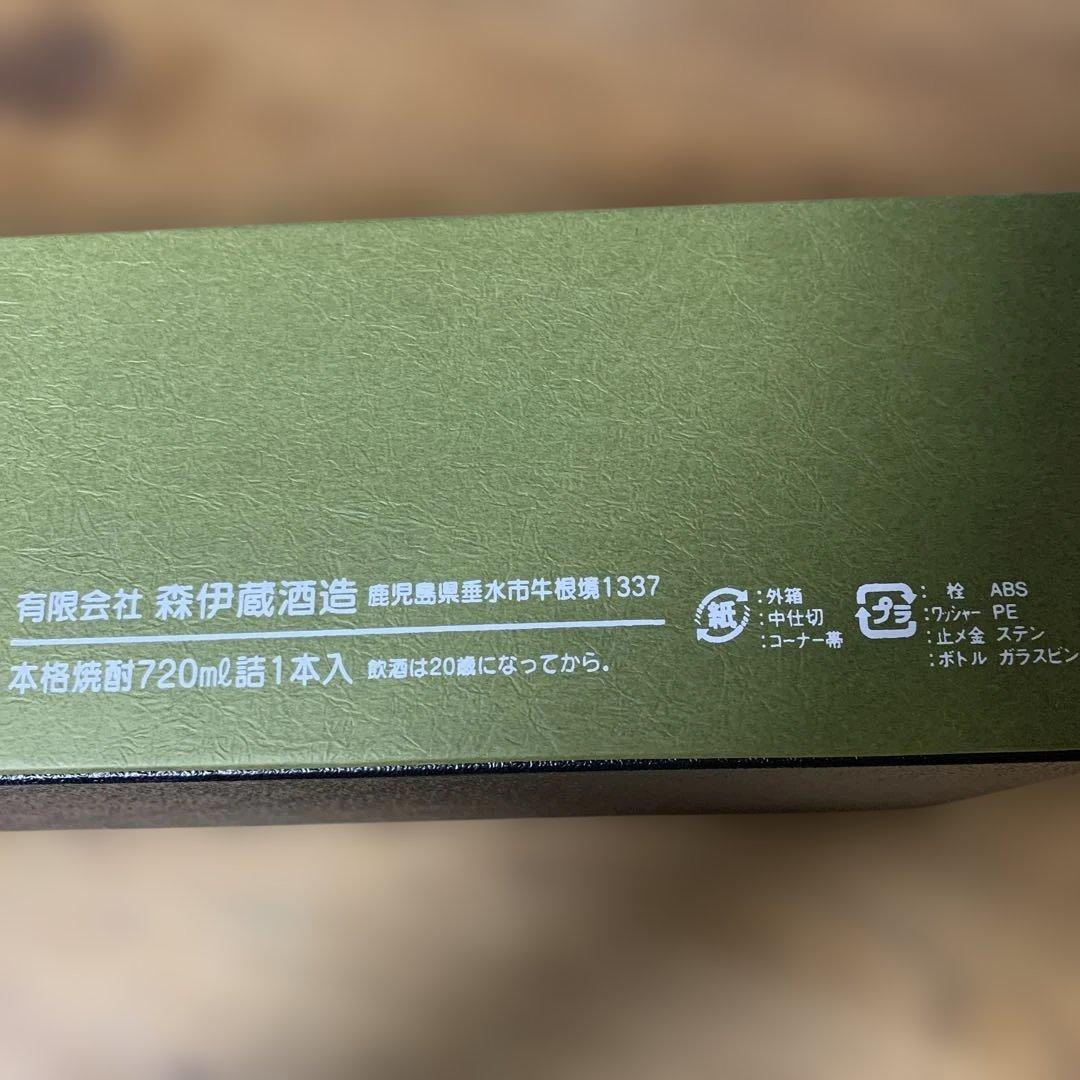 有限会社 森伊蔵酒造 鹿児島県垂水市牛根境1337
本格焼酎720mℓ詰1本入 飲酒は20歳になってから。
紙 :外箱
:中仕切
:コーナー帯
プラ : 栓 ABS
:ワッシャー PE
:止メ金 ステン
:ボトル ガラスビン